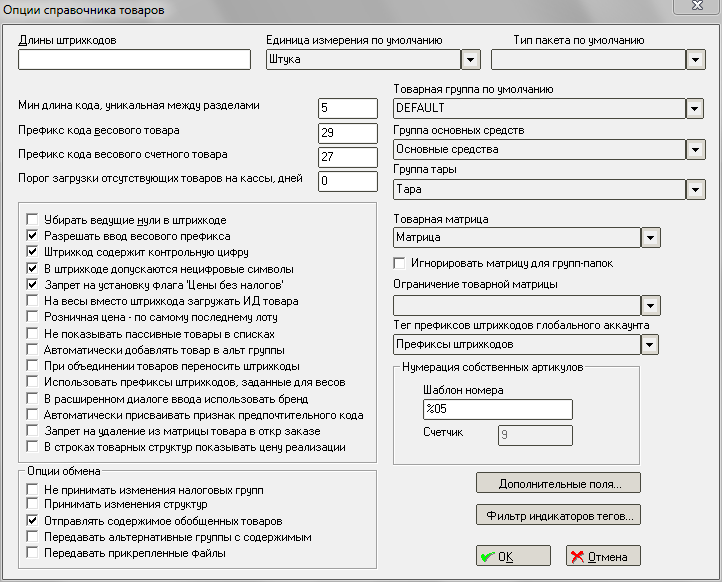 Опции справочника товаров
Длины штрихкодов
Единица измерения по умолчанию
Штука
Тип пакета по умолчанию
Мин длина кода, уникальная между разделами
5
Префикс кода весового товара
29
Префикс кода весового счетного товара
27
Порог загрузки отсутствующих товаров на кассы, дней
0
Товарная группа по умолчанию
DEFAULT
Группа основных средств
Основные средства
Группа тары
Тара
Убирать ведущие нули в штрихкоде
Разрешать ввод весового префикса
Штрихкод содержит контрольную цифру
В штрихкоде допускаются нецифровые символы
Запрет на установку флага 'Цены без налогов'
На весы вместо штрихкода загружать ИД товара
Розничная цена - по самому последнему лоту
Не показывать пассивные товары в списках
Автоматически добавлять товар в альт группы
При объединении товаров переносить штрихкоды
Использовать префиксы штрихкодов, заданные для весов
В расширенном диалоге ввода использовать бренд
Автоматически присваивать признак предпочтительного кода
Запрет на удаление из матрицы товара в откр заказе
В строках товарных структур показывать цену реализации
Товарная матрица
Матрица
Игнорировать матрицу для групп-папок
Ограничение товарной матрицы
Тег префиксов штрихкодов глобального аккаунта
Префиксы штрихкодов
Нумерация собственных артикулов
Шаблон номера
%05
Счетчик
9
Опции обмена
Не принимать изменения налоговых групп
Принимать изменения структур
Отправлять содержимое обобщенных товаров
Передавать альтернативные группы с содержимым
Передавать прикрепленные файлы
Дополнительные поля...
Фильтр индикаторов тегов...
OK
Отмена